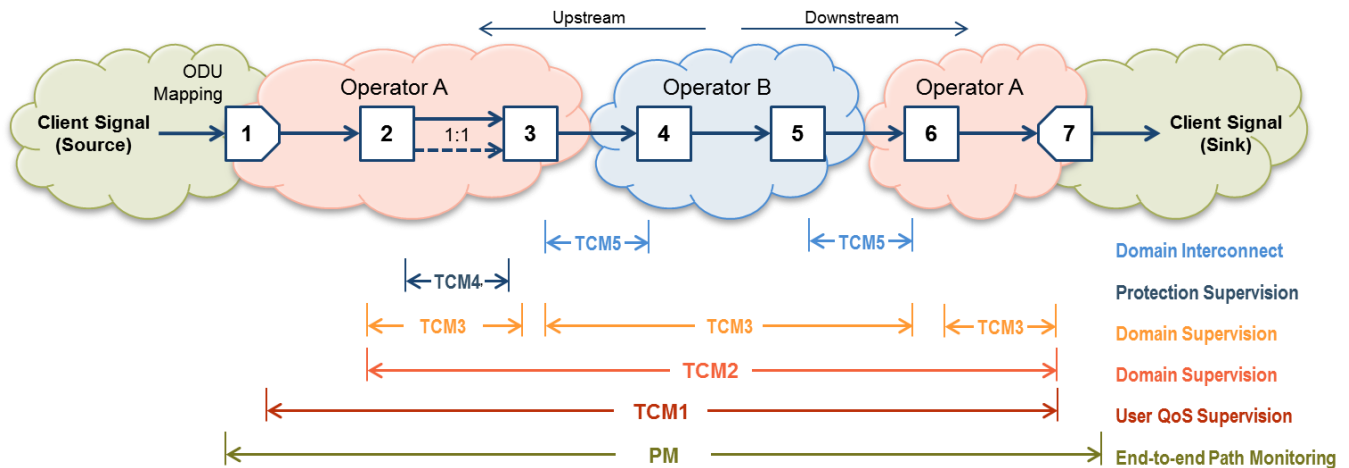 Upstream
Downstream
ODU
Mapping
Operator A
Operator B
Operator A
Client Signal
(Source)
1
2
1:1
3
4
5
6
7
Client Signal
(Sink)
TCM5
TCM5
Domain Interconnect
TCM4
Protection Supervision
TCM3
TCM3
TCM3
Domain Supervision
TCM2
Domain Supervision
TCM1
User QoS Supervision
PM
End-to-end Path Monitoring